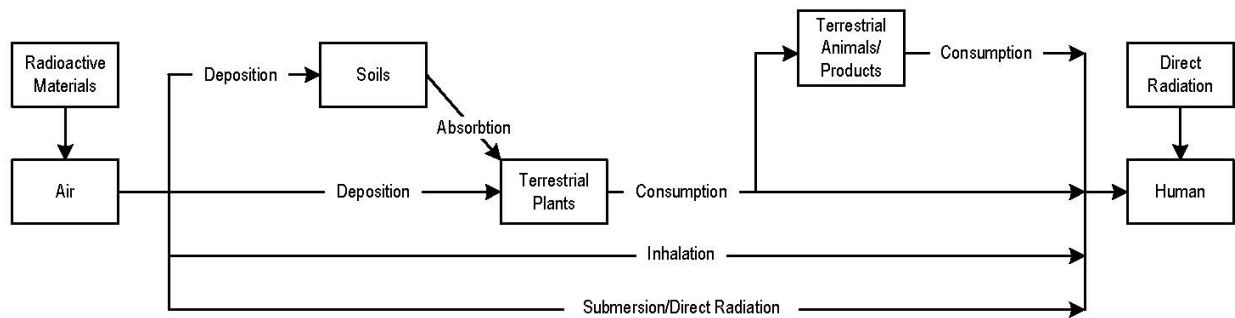 Terrestrial
Animals/
Products
Consumption
Radioactive
Materials
Deposition
Soils
Direct
Radiation
Absorbtion
Air
Deposition
Terrestrial
Plants
Consumption
Human
Inhalation
Submersion/Direct Radiation